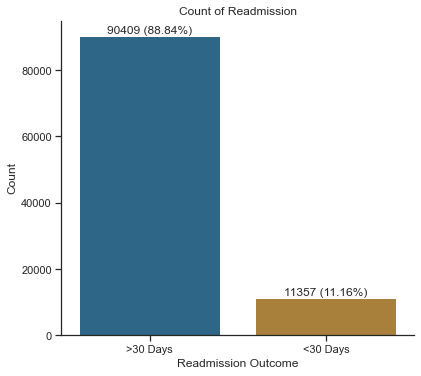 Count of Readmission
90409 (88.84%)
11357 (11.16%)
80000
60000
40000
20000
0
Count
>30 Days
<30 Days
Readmission Outcome